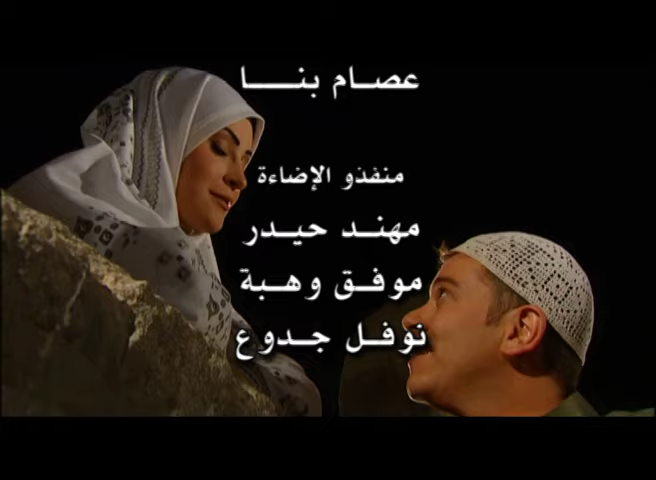 عصام بنا
منفذو الإضاءة
مهند حيدر
موفق وهبة
نوفل جدوع